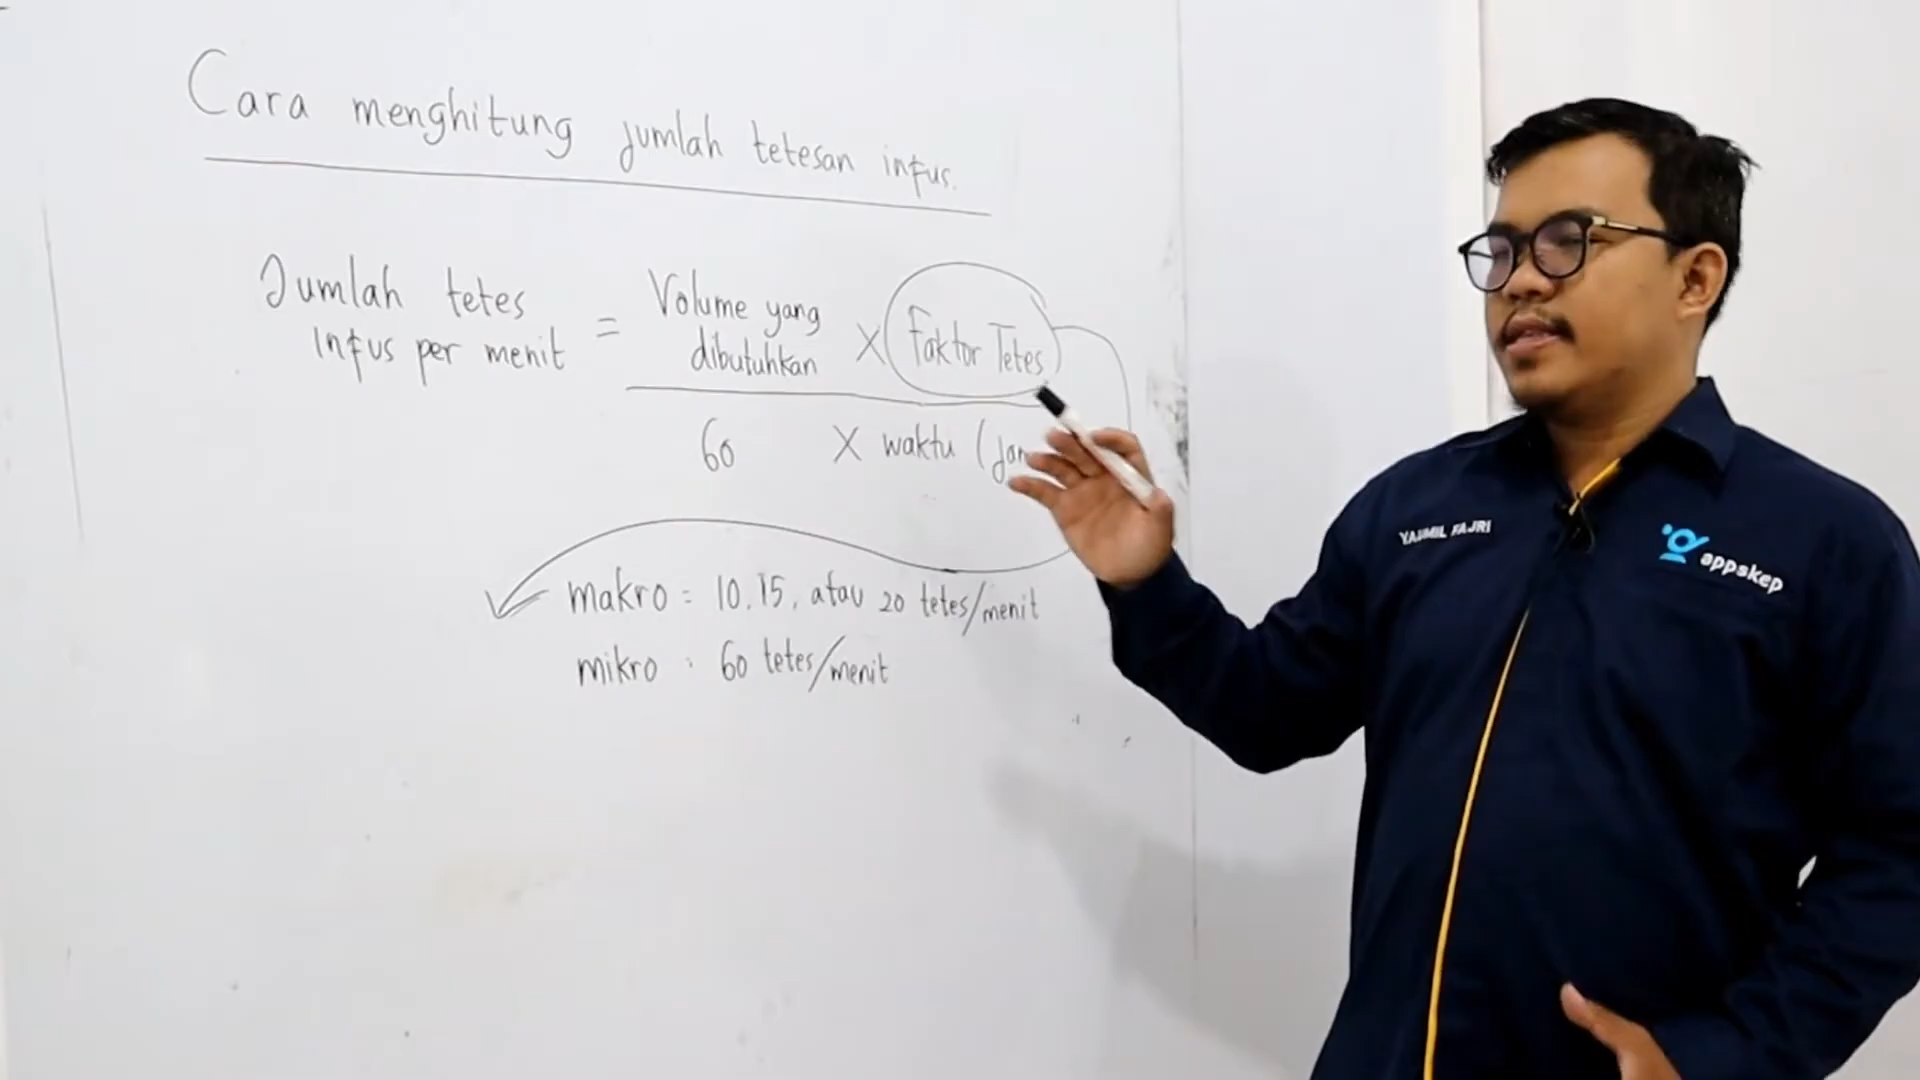 Cara menghitung jumlah tetesan infus.
Jumlah tetes infus per menit = Volume yang dibutuhkan X Faktor Tetes
60 X waktu (jam
makro = 10, 15, atau 20 tetes/menit
mikro : 60 tetes/menit
FAJRI
appskep